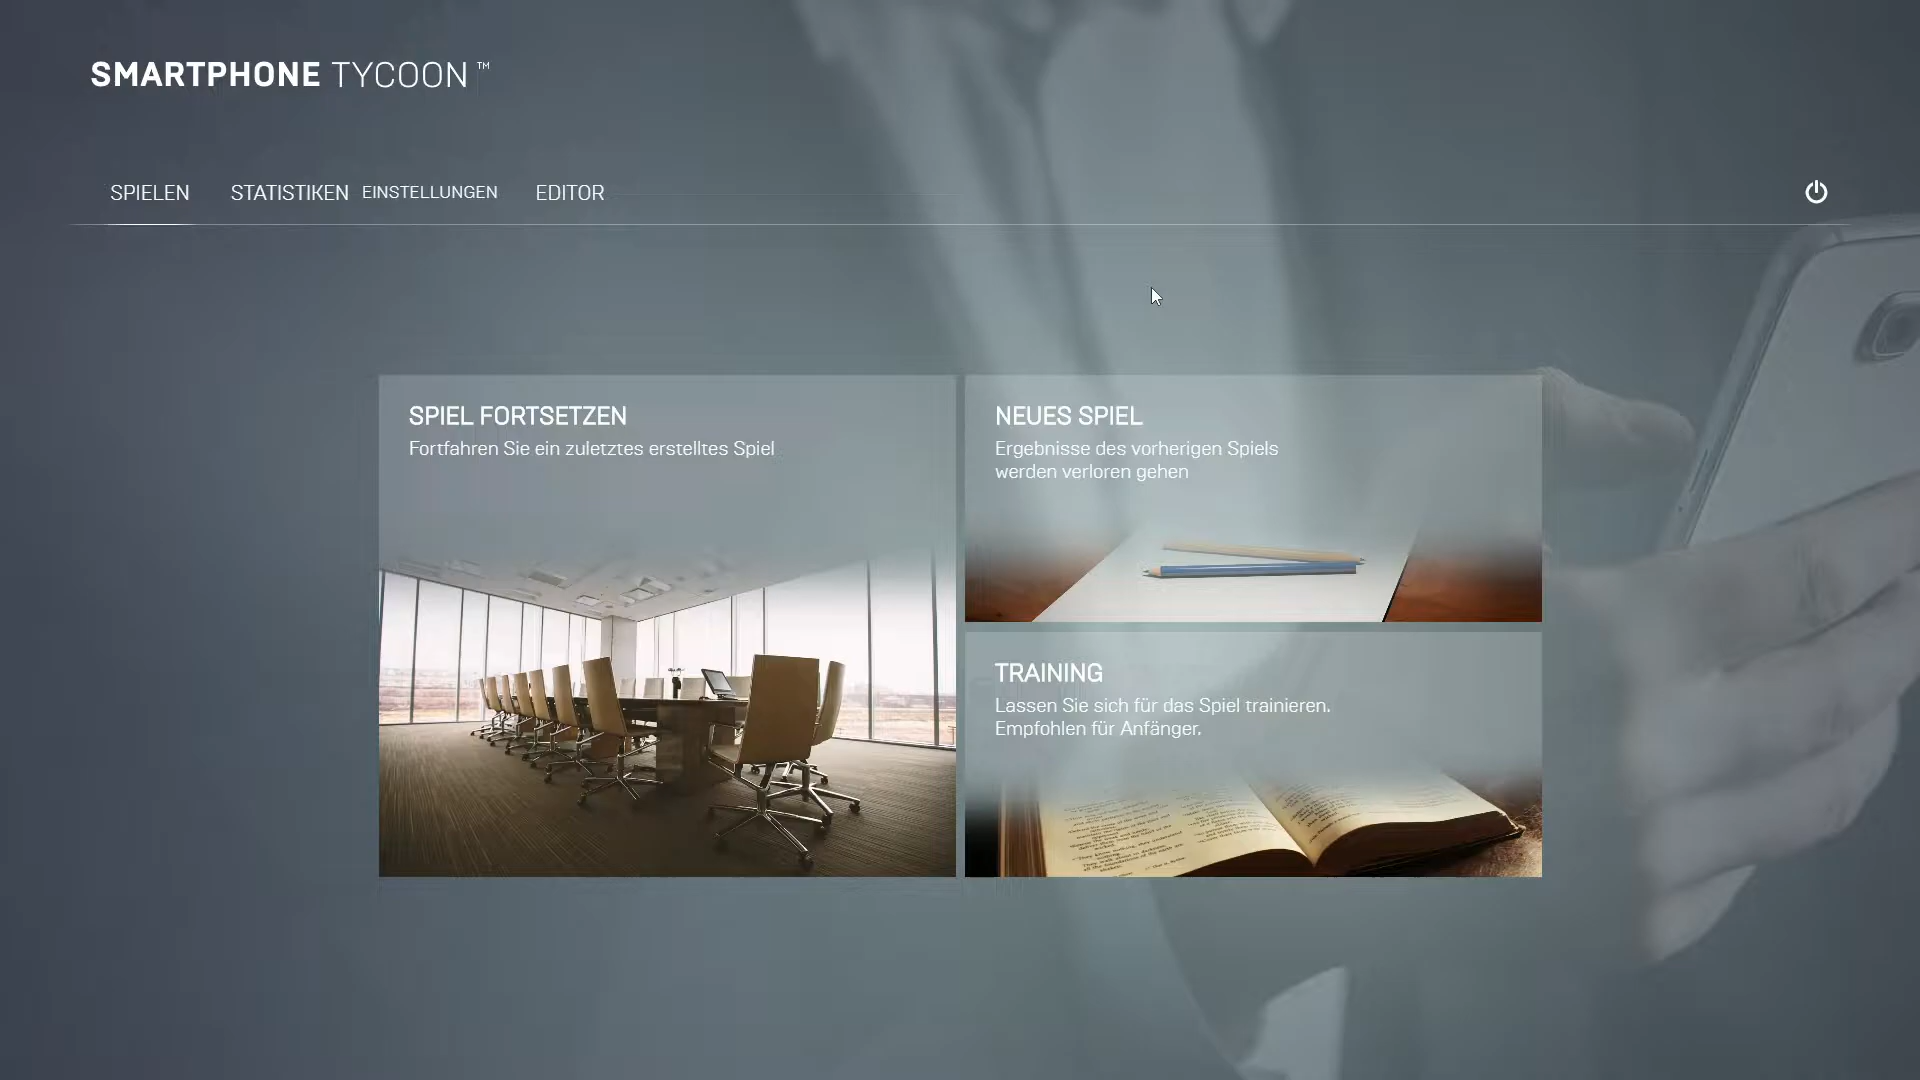 SMARTPHONE TYCOON ™
SPIELEN STATISTIKEN EINSTELLUNGEN EDITOR
SPIEL FORTSETZEN
Fortfahren Sie ein zuletztes erstelltes Spiel
NEUES SPIEL
Ergebnisse des vorherigen Spiels
werden verloren gehen
TRAINING
Lassen Sie sich für das Spiel trainieren.
Empfohlen für Anfänger.